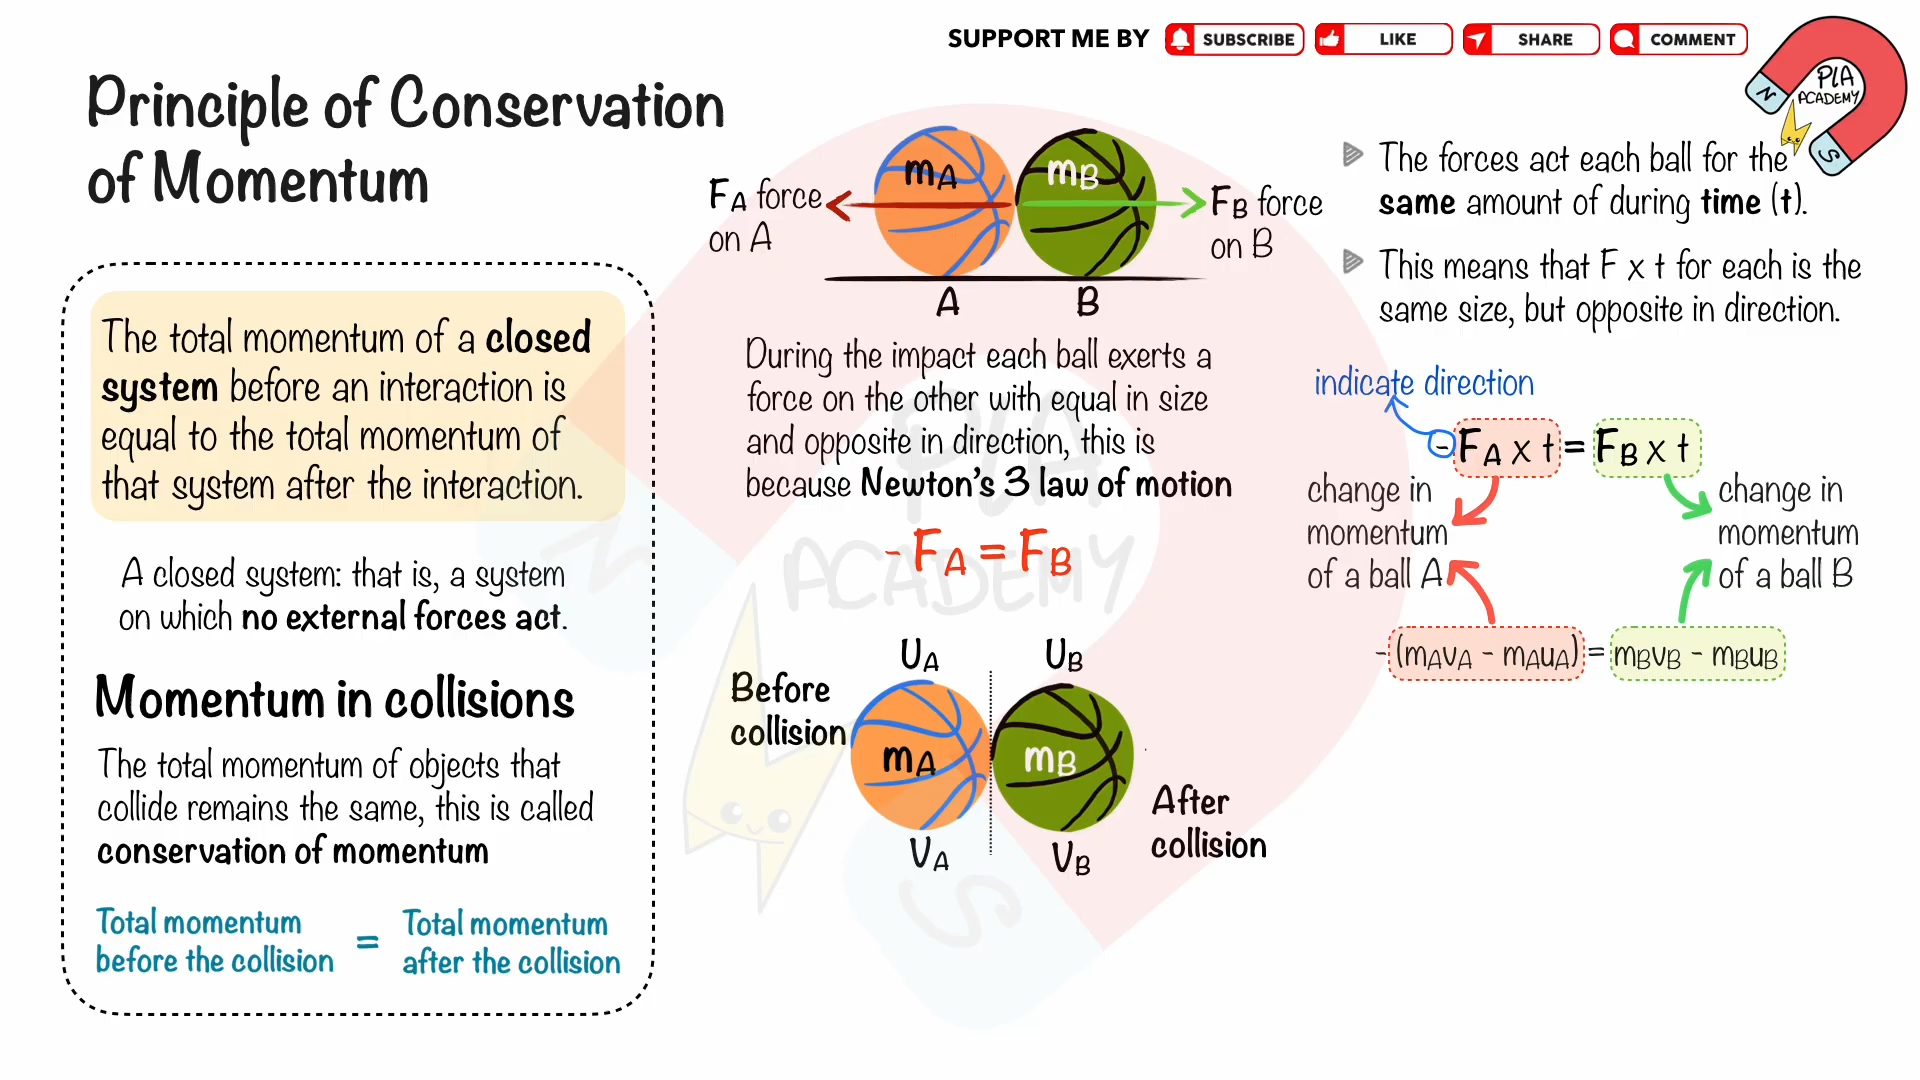 SUPPORT ME BY SUBSCRIBE LIKE SHARE COMMENT
PLA
ACADEMY
N
S
Principle of Conservation
of Momentum
The total momentum of a closed
system before an interaction is
equal to the total momentum of
that system after the interaction.
A closed system: that is, a system
on which no external forces act.
Momentum in collisions
The total momentum of objects that
collide remains the same, this is called
conservation of momentum
Total momentum
before the collision
=
Total momentum
after the collision
FA force
on A
mA
mB
FB force
on B
A
B
During the impact each ball exerts a
force on the other with equal in size
and opposite in direction, this is
because Newton's 3 law of motion
- FA = FB
UA
UB
Before
collision
mA
mB
After
collision
VA
VB
The forces act each ball for the
same amount of during time (t).
This means that F x t for each is the
same size, but opposite in direction.
indicate direction
- FA x t = FB x t
change in
momentum
of a ball A
change in
momentum
of a ball B
- (mAvA - mAuA) = mBvB - mBuB
PLA
ACADEMY
N
S